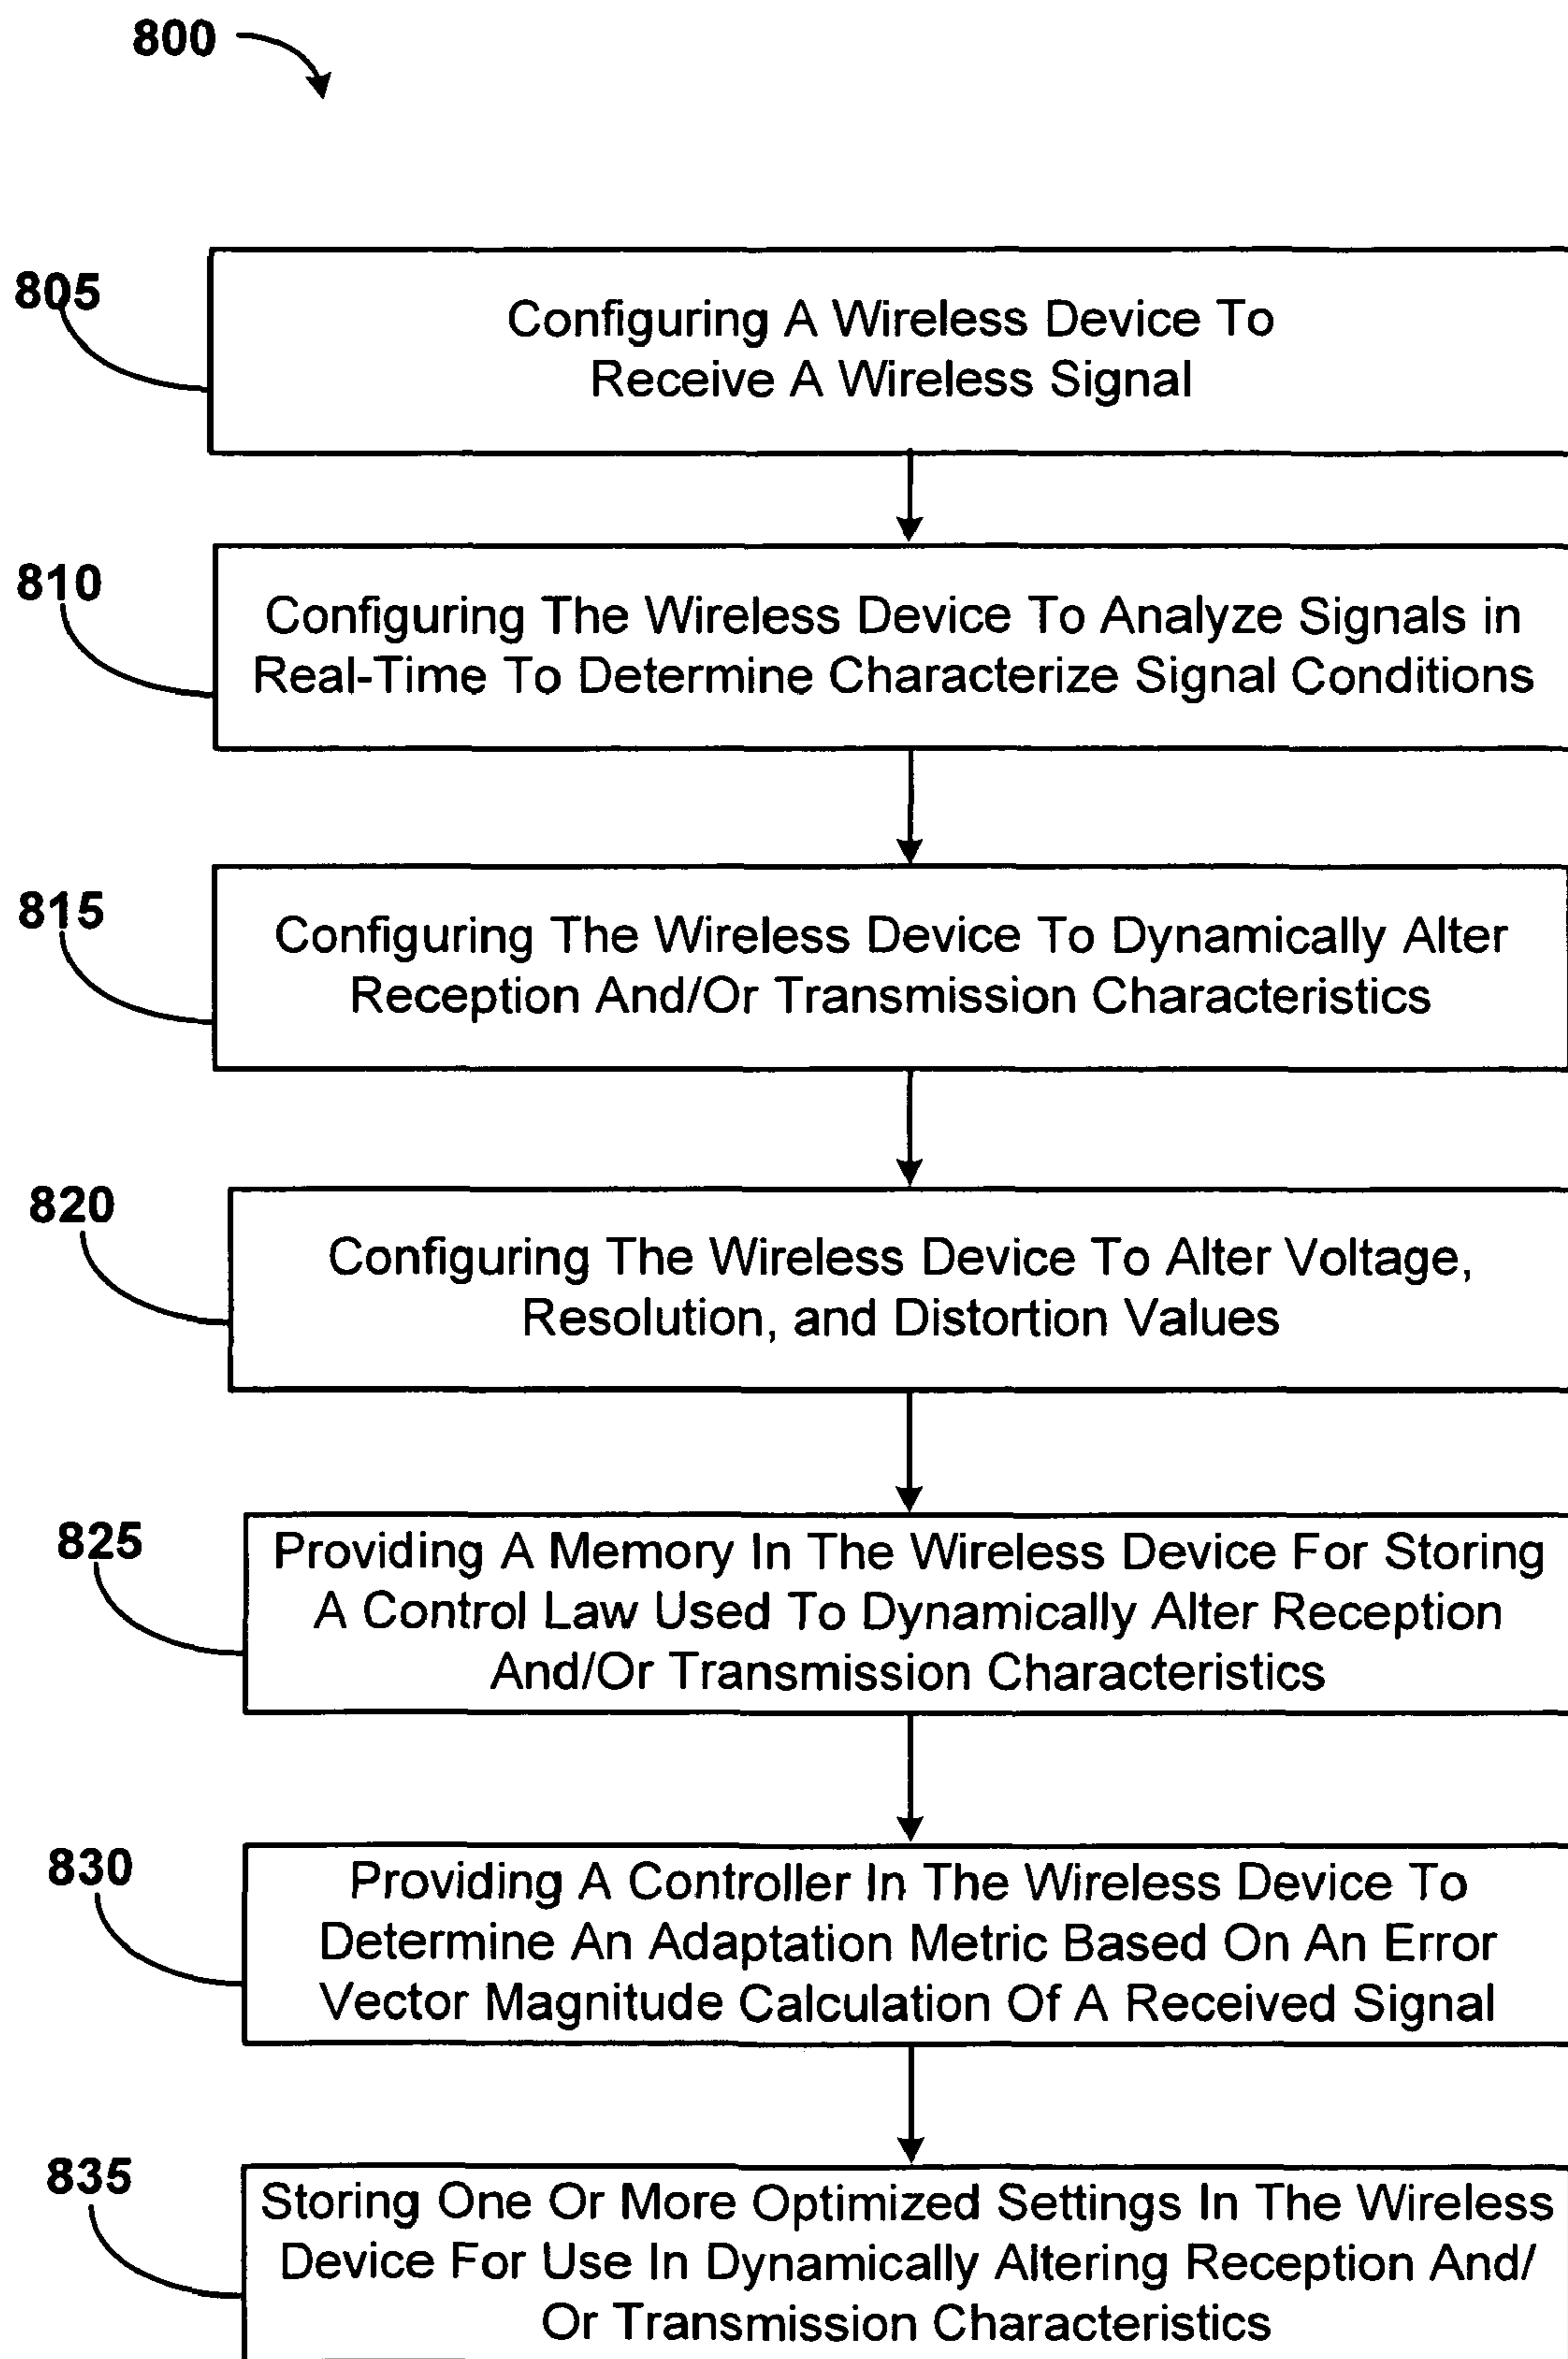 800
805
Configuring A Wireless Device To
Receive A Wireless Signal
810
Configuring The Wireless Device To Analyze Signals in
Real-Time To Determine Characterize Signal Conditions
815
Configuring The Wireless Device To Dynamically Alter
Reception And/Or Transmission Characteristics
820
Configuring The Wireless Device To Alter Voltage,
Resolution, and Distortion Values
825
Providing A Memory In The Wireless Device For Storing
A Control Law Used To Dynamically Alter Reception
And/Or Transmission Characteristics
830
Providing A Controller In The Wireless Device To
Determine An Adaptation Metric Based On An Error
Vector Magnitude Calculation Of A Received Signal
835
Storing One Or More Optimized Settings In The Wireless
Device For Use In Dynamically Altering Reception And/
Or Transmission Characteristics